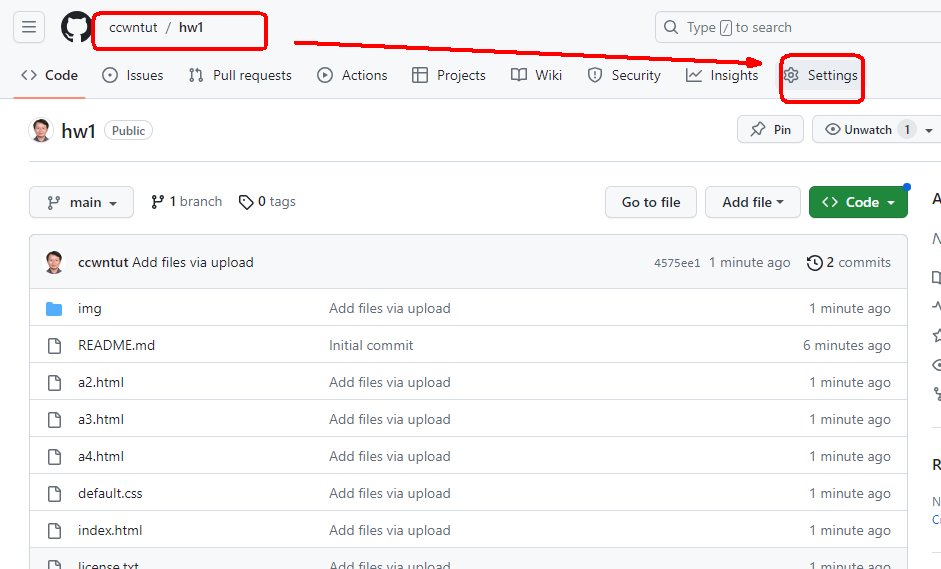 ccwntut / hw1
Type / to search
Code Issues Pull requests Actions Projects Wiki Security Insights Settings
hw1 Public
Pin Unwatch 1
main 1 branch 0 tags Go to file Add file Code
ccwntut Add files via upload 4575ee1 1 minute ago 2 commits
img Add files via upload 1 minute ago
README.md Initial commit 6 minutes ago
a2.html Add files via upload 1 minute ago
a3.html Add files via upload 1 minute ago
a4.html Add files via upload 1 minute ago
default.css Add files via upload 1 minute ago
index.html Add files via upload 1 minute ago
license.txt Add files via upload 1 minute ago